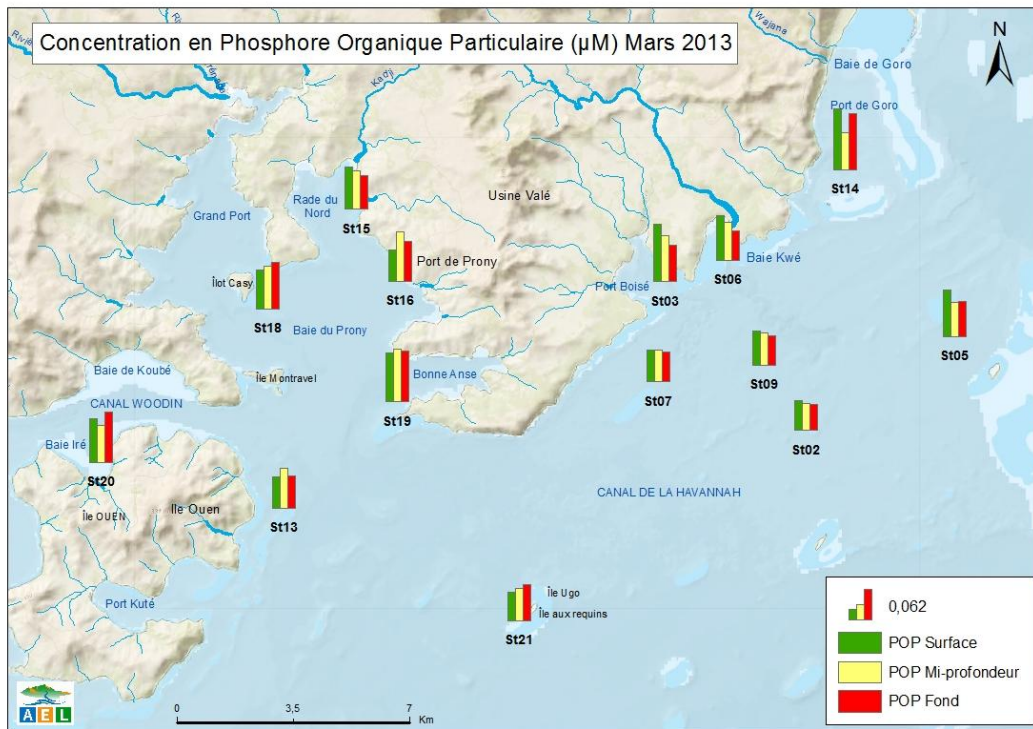 Concentration en Phosphore Organique Particulaire (µM) Mars 2013
N
Wajana
Baie de Goro
Port de Goro
St14
Kadji
Rade du
Nord
St15
Grand Port
Usine Valé
Port de Prony
St16
Îlot Casy
St18
Baie du Prony
Port Boisé
St03
St06
Baie Kwé
St05
St09
St07
St02
Baie de Koubé
Île Montravel
Bonne Anse
St19
CANAL WOODIN
Baie Iré
St20
Île OUEN
Ile Ouen
St13
CANAL DE LA HAVANNAH
Port Kuté
Île Ugo
Île aux requins
St21
0,062
POP Surface
POP Mi-profondeur
POP Fond
AEL
0 3,5 7
Km